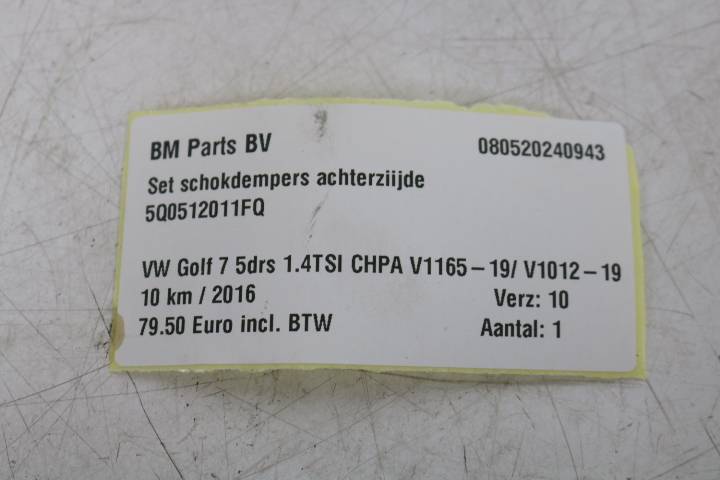 BM Parts BV 080520240943
Set schokdempers achterziijde
5Q0512011FQ
VW Golf 7 5drs 1.4TSI CHPA V1165-19/ V1012-19
10 km / 2016 Verz: 10
79.50 Euro incl. BTW Aantal: 1